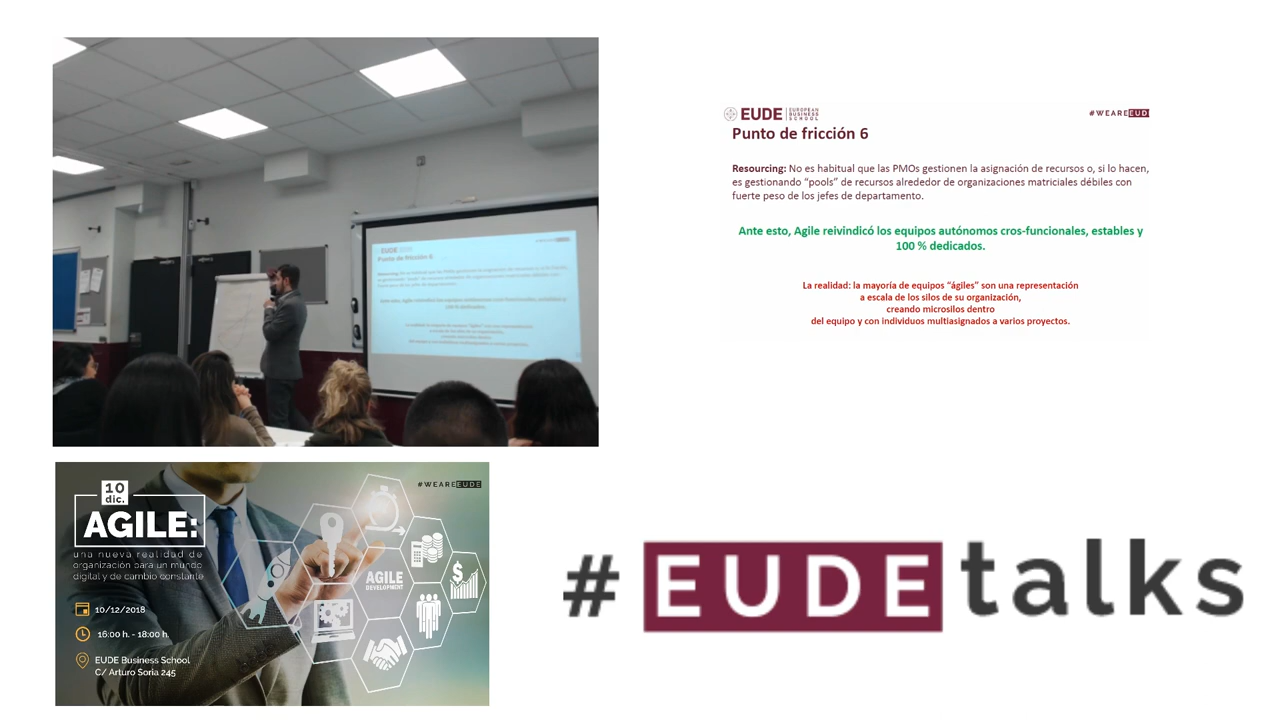 EUDE EUROPEAN BUSINESS SCHOOL
#WEAREEUD
Punto de fricción 6
Resourcing: No es habitual que las PMOs gestionen la asignación de recursos o, si lo hacen,
es gestionando “pools” de recursos alrededor de organizaciones matriciales débiles con
fuerte peso de los jefes de departamento.
Ante esto, Agile reivindicó los equipos autónomos cros-funcionales, estables y
100 % dedicados.
La realidad: la mayoría de equipos “ágiles” son una representación
a escala de los silos de su organización,
creando microsilos dentro
del equipo y con individuos multiasignados a varios proyectos.
Punto de fricción 6
10
dic.
AGILE:
una nueva realidad de
organización para un mundo
digital y de cambio constante
10/12/2018
16:00 h. - 18:00 h.
EUDE Business School
C/ Arturo Soria 245
#WEAREEUDE
AGILE
DEVELOPMENT
#EUDEtalks